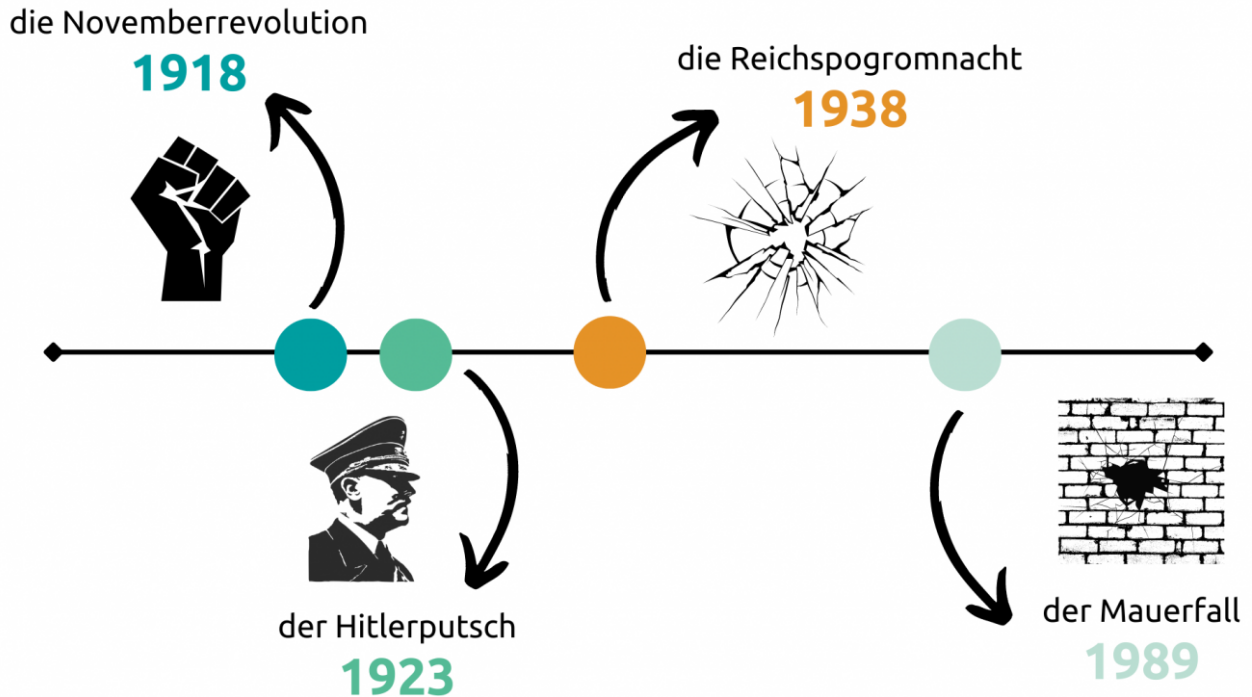 die Novemberrevolution
1918
die Reichspogromnacht
1938
der Hitlerputsch
1923
der Mauerfall
1989